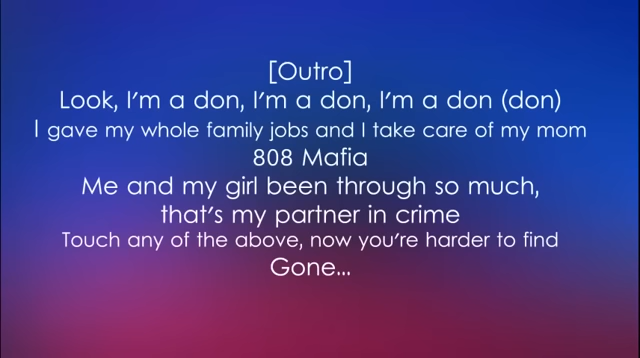 [Outro]
Look, I'm a don, I'm a don, I'm a don (don)
I gave my whole family jobs and I take care of my mom
808 Mafia
Me and my girl been through so much,
that's my partner in crime
Touch any of the above, now you're harder to find
Gone...